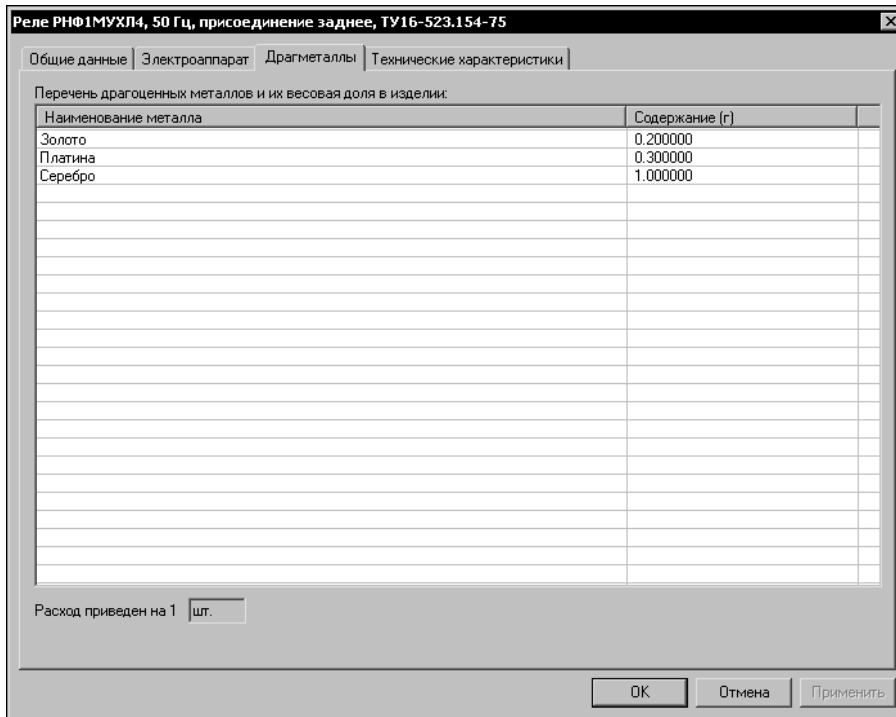 Реле РНФ1МУХЛ4, 50 Гц, присоединение заднее, ТУ16-523.154-75
Общие данные Электроаппарат Драгметаллы Технические характеристики
Перечень драгоценных металлов и их весовая доля в изделии:
Наименование металла Содержание (г)
Золото 0.200000
Платина 0.300000
Серебро 1.000000
Расход приведен на 1 шт.
OK Отмена Применить